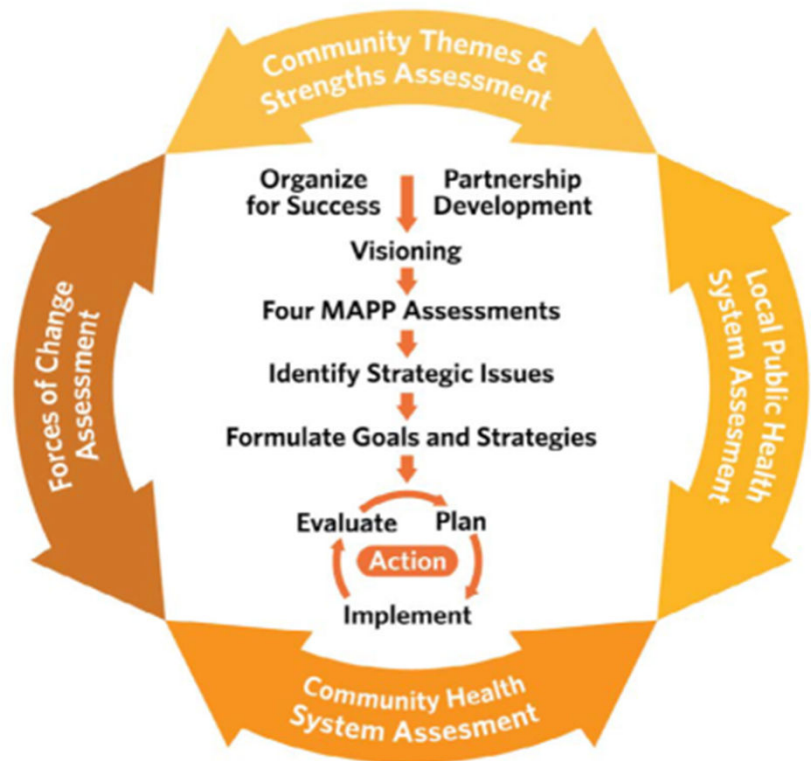 Community Themes &
Strengths Assessment
Organize
for Success
Partnership
Development
Visioning
Four MAPP Assessments
Identify Strategic Issues
Formulate Goals and Strategies
Evaluate
Plan
Action
Implement
Forces of Change
Assessment
Local Public Health
System Assesment
Community Health
System Assesment